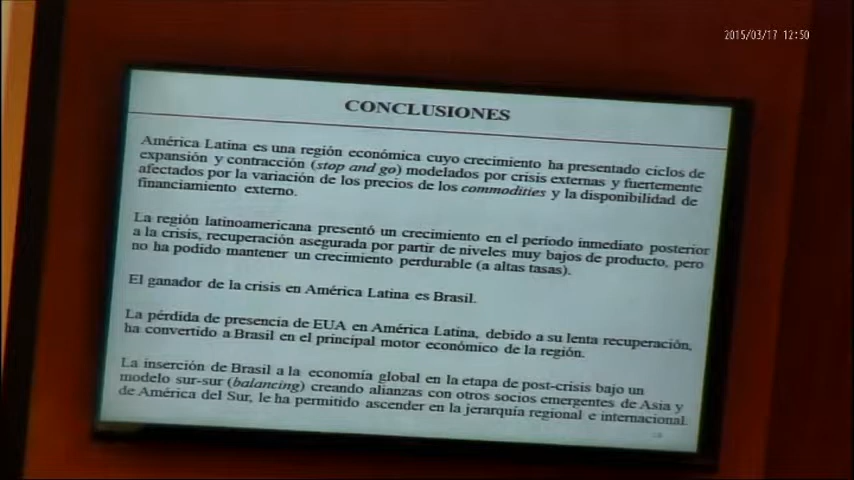 2015/03/17 12:50
CONCLUSIONES
América Latina es una región económica cuyo crecimiento ha presentado ciclos de
expansión y contracción (stop and go) modelados por crisis externas y fuertemente
afectados por la variación de los precios de los commodities y la disponibilidad de
financiamiento externo.
La región latinoamericana presentó un crecimiento en el período inmediato posterior
a la crisis, recuperación asegurada por partir de niveles muy bajos de producto, pero
no ha podido mantener un crecimiento perdurable (a altas tasas).
El ganador de la crisis en América Latina es Brasil.
La pérdida de presencia de EUA en América Latina, debido a su lenta recuperación,
ha convertido a Brasil en el principal motor económico de la región.
La inserción de Brasil a la economía global en la etapa de post-crisis bajo un
modelo sur-sur (balancing) creando alianzas con otros socios emergentes de Asia y
de América del Sur, le ha permitido ascender en la jerarquía regional e internacional.